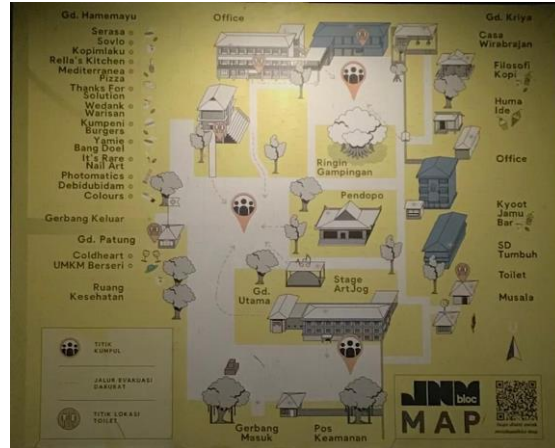 Gd. Hamemayu
Serasa
Sovlo
Kopimlaku
Rella's Kitchen
Mediterranea
Pizza
Thanks For
Solution
Wedank
Warisan
Kumpeni
Burgers
Yamie
Bang Doel
It's Rare
Nail Art
Photomatics
Debidubidam
Colours
Gerbang Keluar
Gd. Patung
Coldheart
UMKM Berseri
Ruang
Kesehatan
TITIK
KUMPUL
JALUR EVAKUASI
DARURAT
TITIK LOKASI
TOILET
Office
Ringin
Gampingan
Pendopo
Gd.
Utama
Stage
ArtJog
Gerbang
Masuk
Pos
Keamanan
Gd. Kriya
Casa
Wirabrajan
Filosofi
Kopi
Huma
Ide
Office
Kyoot
Jamu
Bar
SD
Tumbuh
Toilet
Musala
JNM
bloc
MAP